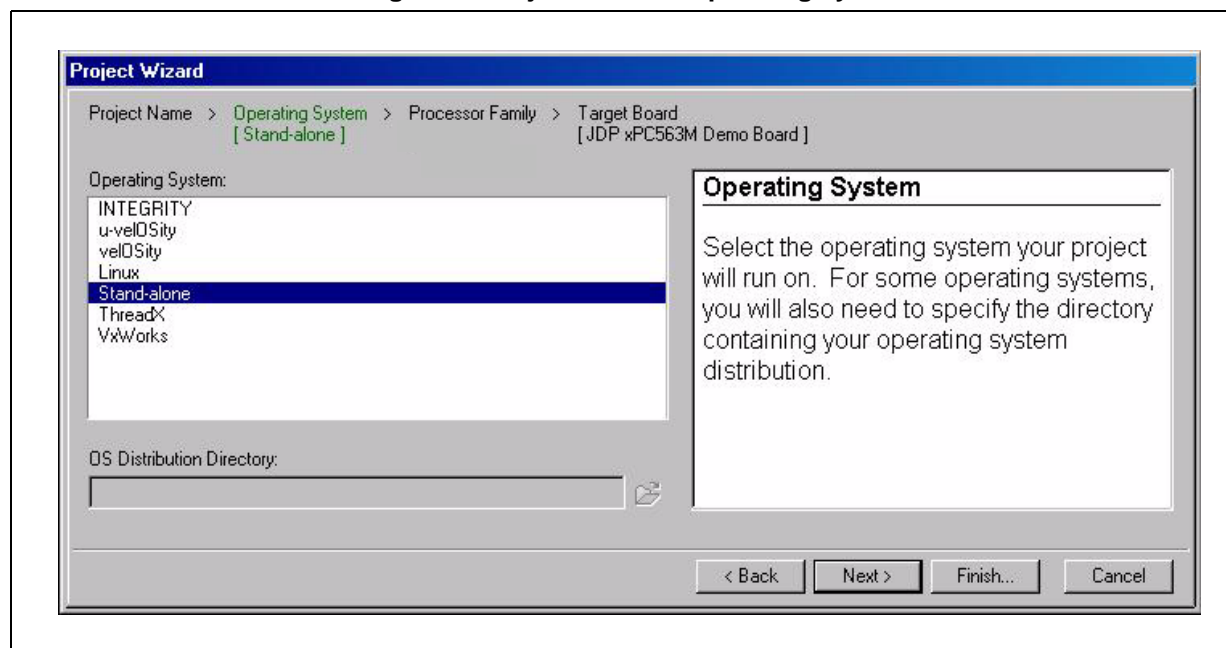 Project Wizard
Project Name > Operating System > Processor Family > Target Board
[ Stand-alone ] [ JDP xPC563M Demo Board ]
Operating System:
INTEGRITY
u-velOSity
velOSity
Linux
Stand-alone
ThreadX
VxWorks
OS Distribution Directory:
Operating System
Select the operating system your project
will run on. For some operating systems,
you will also need to specify the directory
containing your operating system
distribution.
< Back Next > Finish... Cancel